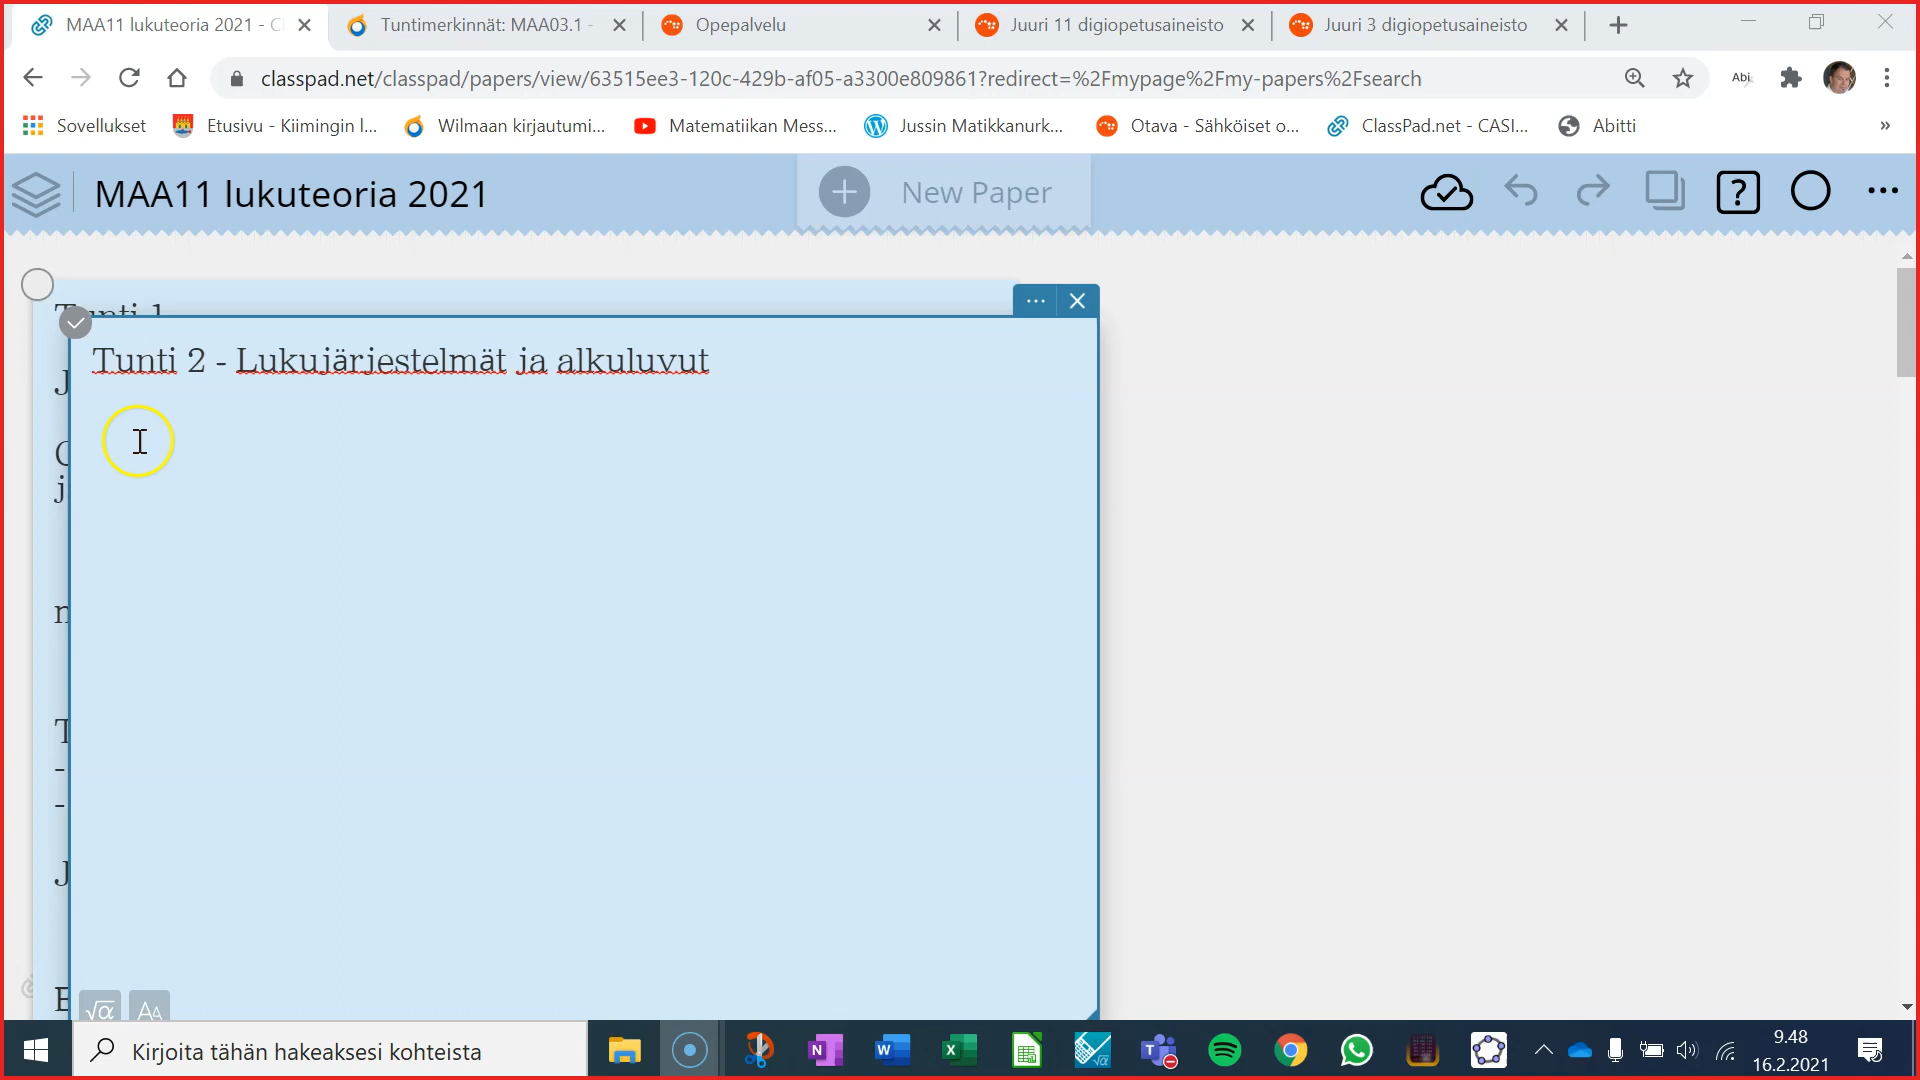 MAA11 lukuteoria 2021 - C
Tuntimerkinnät: MAA03.1 -
Opepalvelu
Juuri 11 digiopetusaineisto
Juuri 3 digiopetusaineisto
classpad.net/classpad/papers/view/63515ee3-120c-429b-af05-a3300e809861?redirect=%2Fmypage%2Fmy-papers%2Fsearch
Abi
Sovellukset
Etusivu - Kiimingin l...
Wilmaan kirjautumi...
Matematiikan Mess...
Jussin Matikkanurk...
Otava - Sähköiset o...
ClassPad.net - CASI...
Abitti
»
MAA11 lukuteoria 2021
+ New Paper
?
Tunti 1
Tunti 2 - Lukujärjestelmät ja alkuluvut
J
j
T
-
-
J
E
√α
AA
Kirjoita tähän hakeaksesi kohteista
9.48
16.2.2021